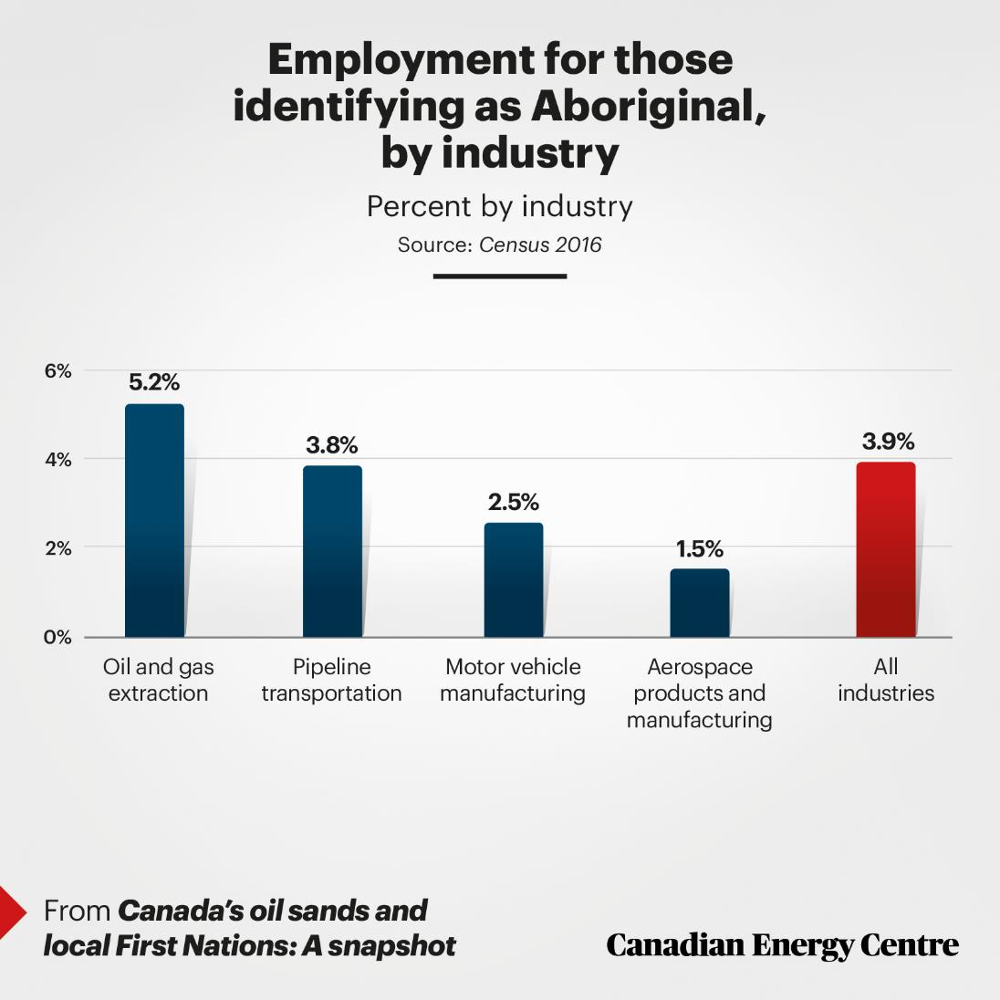 Employment for those
identifying as Aboriginal,
by industry
Percent by industry
Source: Census 2016
6%
4%
2%
0%
5.2%
3.8%
2.5%
1.5%
3.9%
Oil and gas
extraction
Pipeline
transportation
Motor vehicle
manufacturing
Aerospace
products and
manufacturing
All
industries
From Canada’s oil sands and
local First Nations: A snapshot
Canadian Energy Centre